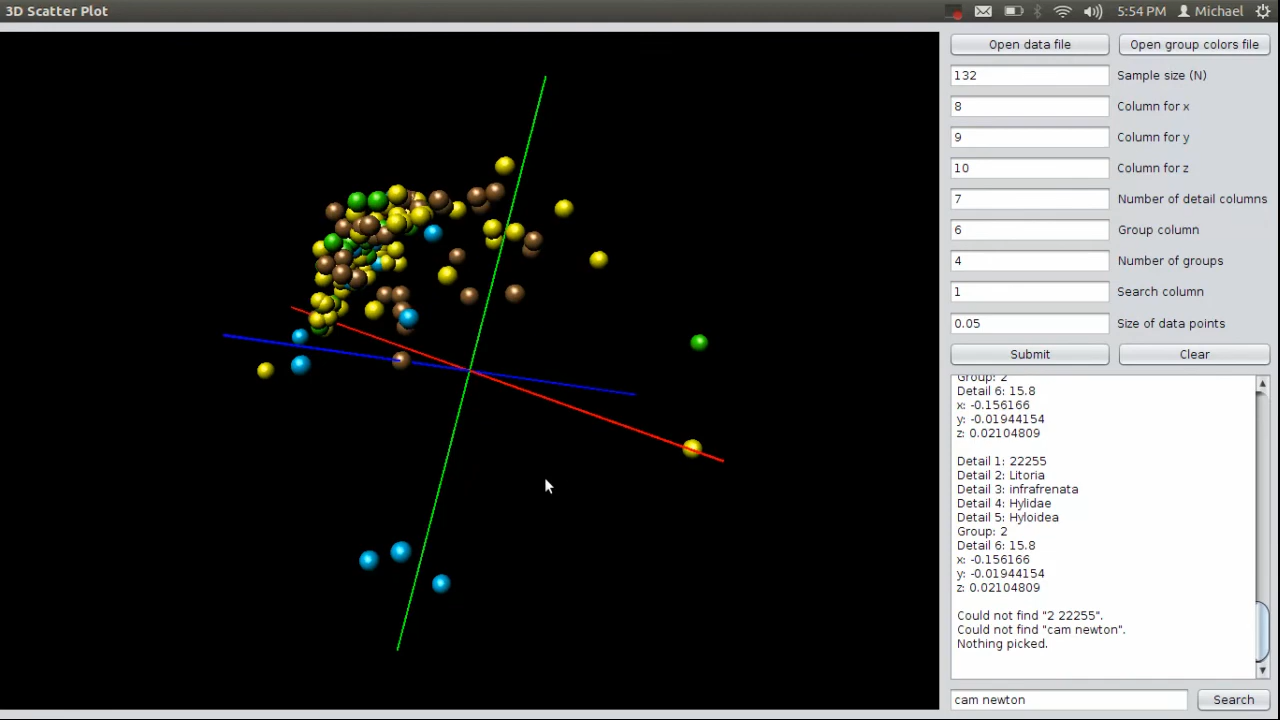 3D Scatter Plot
5:54 PM Michael
Open data file Open group colors file
132 Sample size (N)
8 Column for x
9 Column for y
10 Column for z
7 Number of detail columns
6 Group column
4 Number of groups
1 Search column
0.05 Size of data points
Submit Clear
Group: 2
Detail 6: 15.8
x: -0.156166
y: -0.01944154
z: 0.02104809
Detail 1: 22255
Detail 2: Litoria
Detail 3: infrafrenata
Detail 4: Hylidae
Detail 5: Hyloidea
Group: 2
Detail 6: 15.8
x: -0.156166
y: -0.01944154
z: 0.02104809
Could not find "2 22255".
Could not find "cam newton".
Nothing picked.
cam newton Search